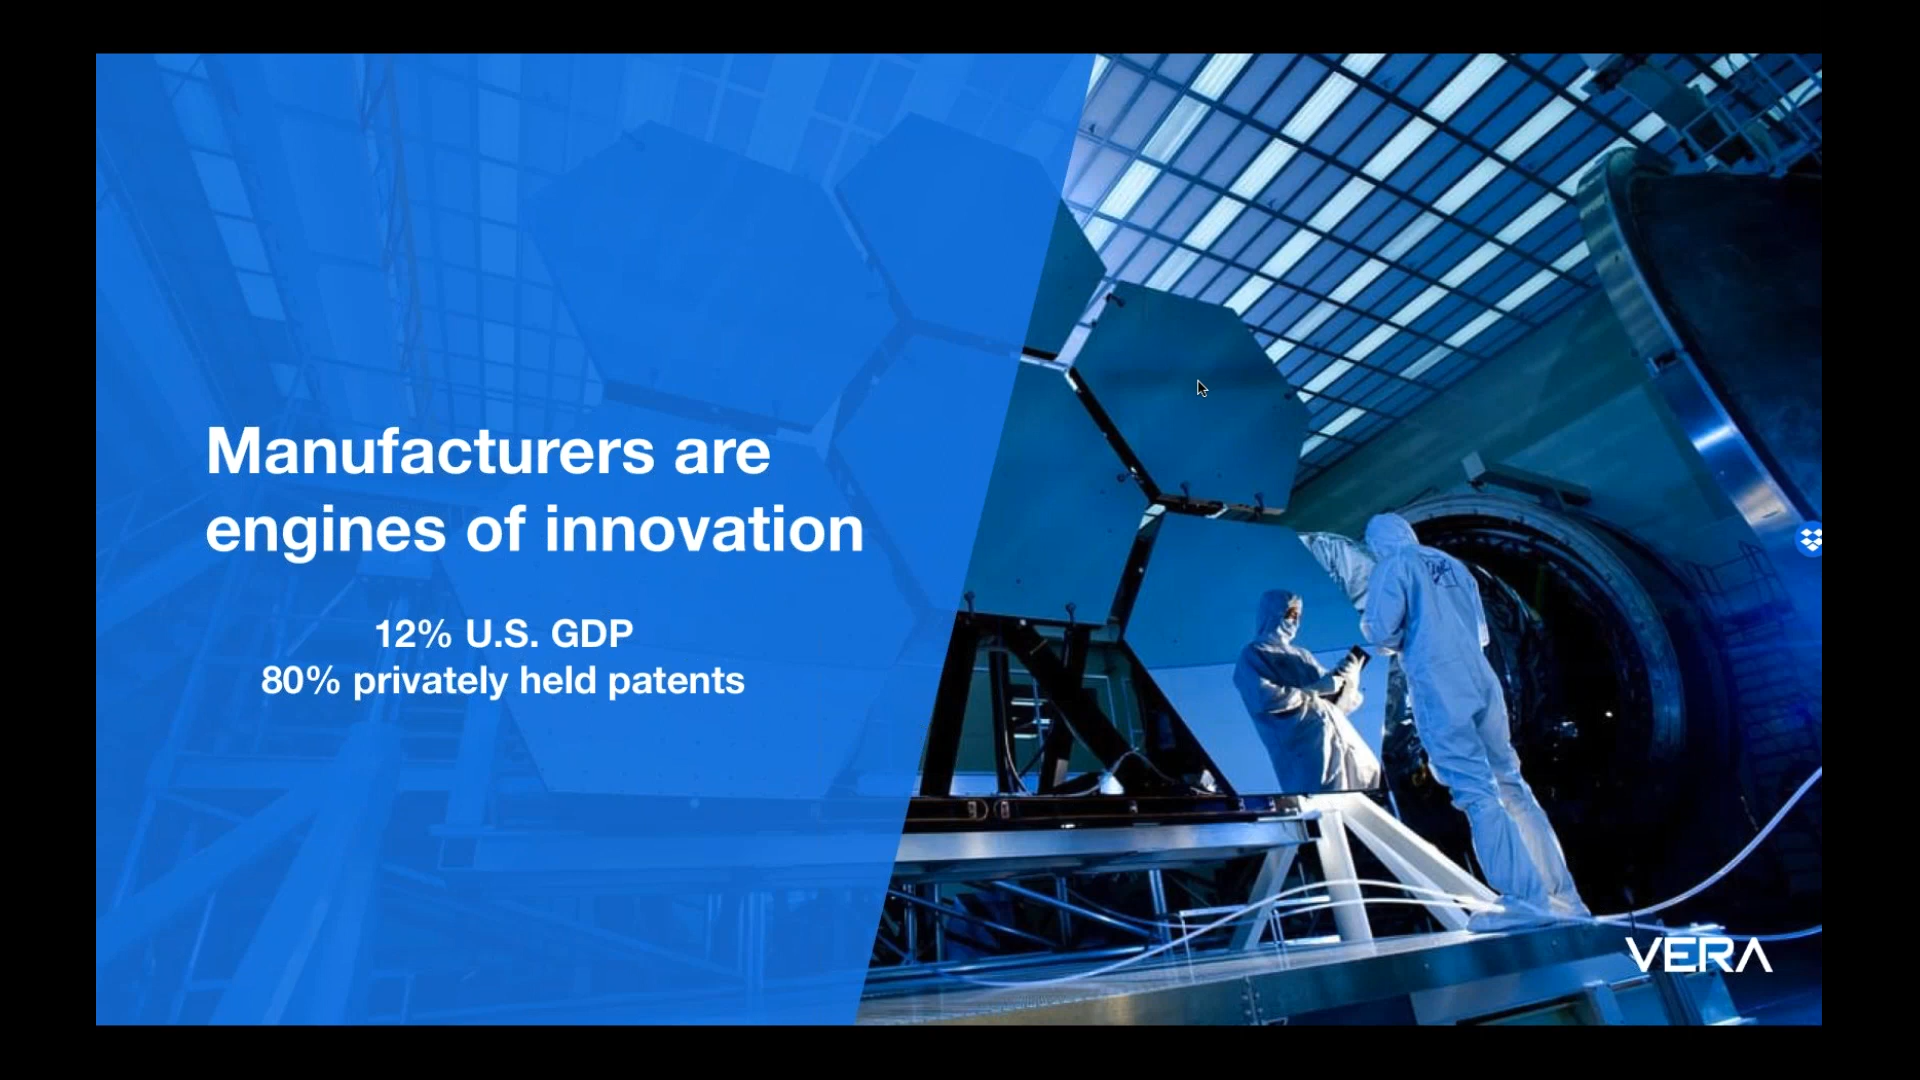 Manufacturers are
engines of innovation
12% U.S. GDP
80% privately held patents
VERA